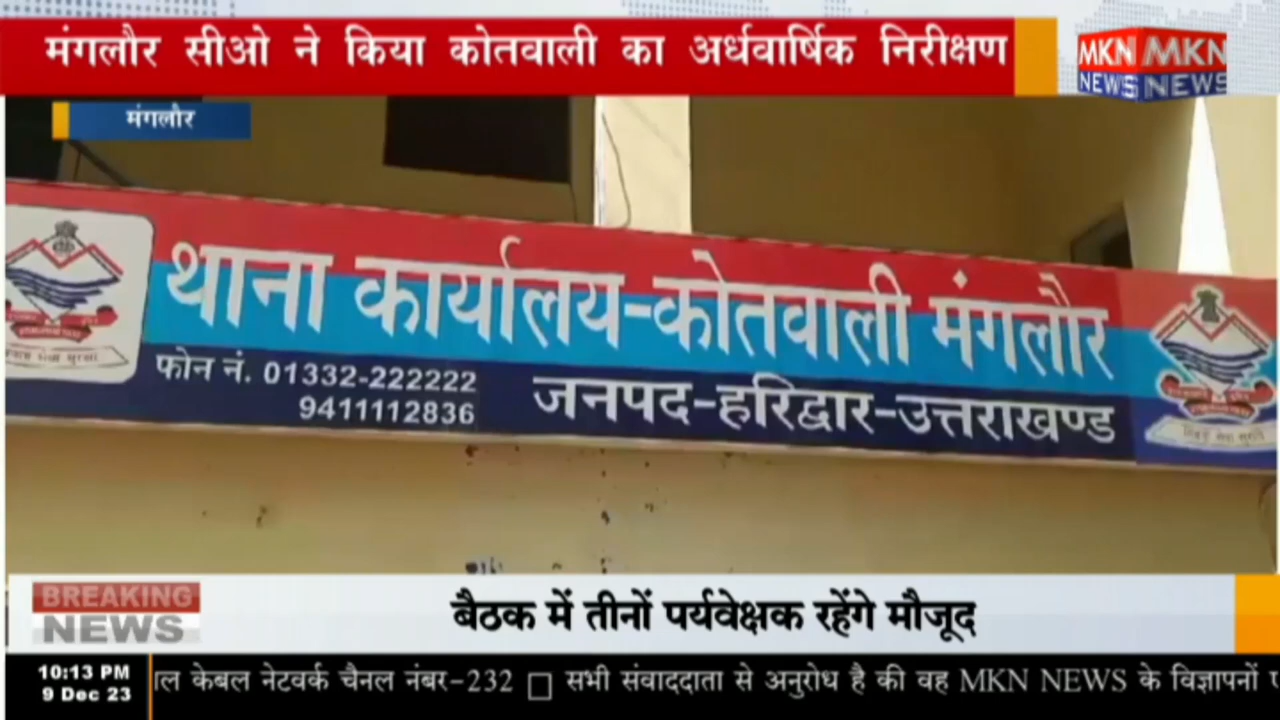 मंगलौर सीओ ने किया कोतवाली का अर्धवार्षिक निरीक्षण
MKN MKN
NEWS NEWS
मंगलौर
थाना कार्यालय-कोतवाली मंगलौर
फोन नं. 01332-222222
9411112836
जनपद-हरिद्वार-उत्तराखण्ड
BREAKING
NEWS
बैठक में तीनों पर्यवेक्षक रहेंगे मौजूद
10:13 PM
9 Dec 23
केबल नेटवर्क चैनल नंबर-232 □ सभी संवाददाता से अनुरोध है की वह MKN NEWS के विज्ञापनों